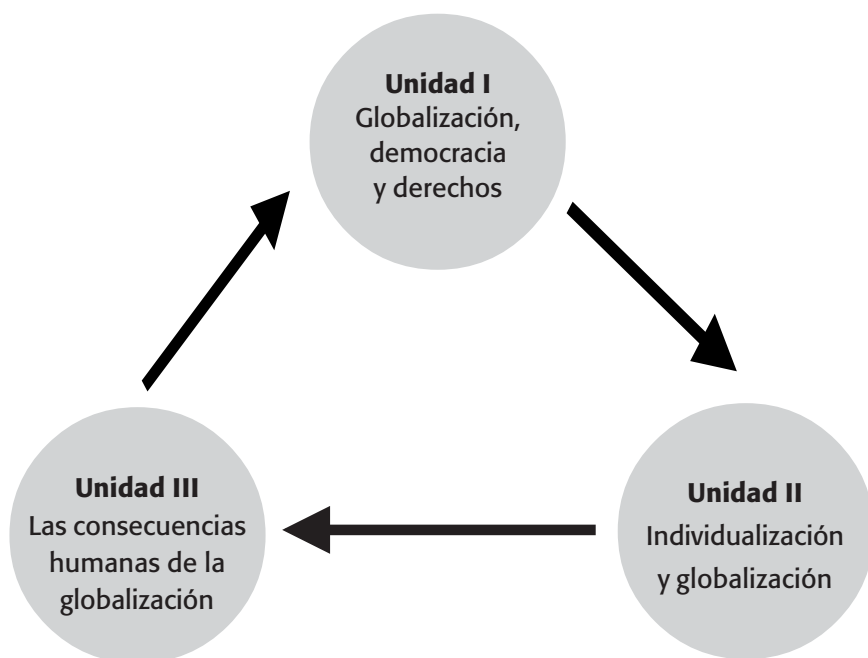 Unidad I
Globalización,
democracia
y derechos
Unidad II
Individualización
y globalización
Unidad III
Las consecuencias
humanas de la
globalización